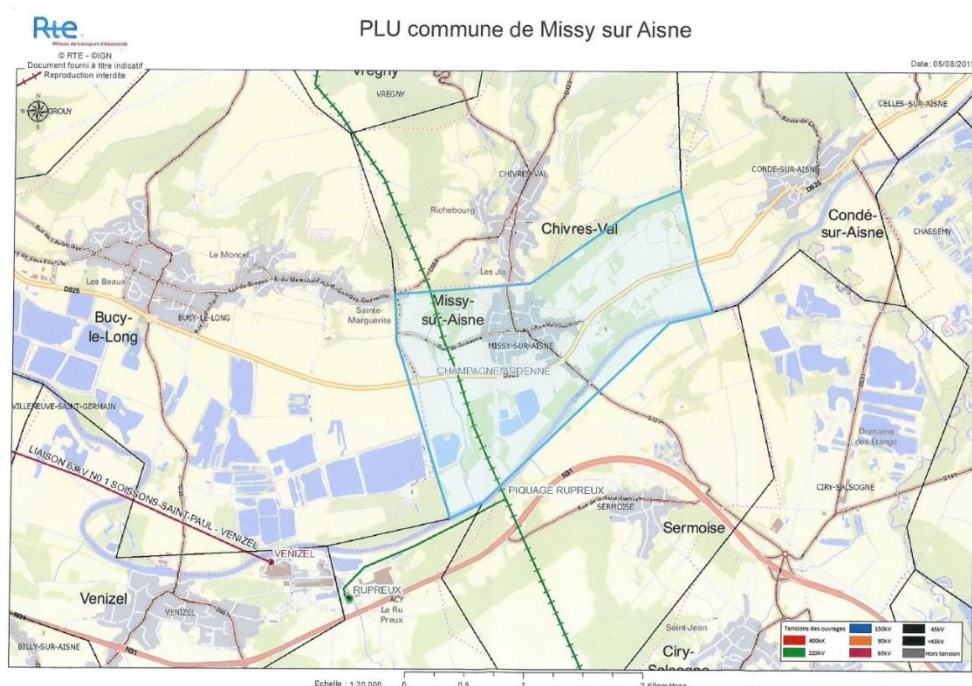 Rte
Réseau de transport d'électricité
PLU commune de Missy sur Aisne
© RTE - ©IGN
Document fourni à titre indicatif
Reproduction interdite
Vregny
VREGNY
D423
CELLES-SUR-AISNE
CHIVRES-VAL
CONDE-SUR-AISNE
D925
Richebourg
Chivres-Val
Condé-
sur-Aisne
CHASSEMY
Le Moncel
Les Jis
Les Beaux
D925
BUCY-LE-LONG
Bucy-
le-Long
Sainte-
Marguerite
Missy-
sur-Aisne
MISSY-SUR-AISNE
CHAMPAGNE ARDENNE
VILLENEUVE-SAINT-GERMAIN
Domaine
des Etangs
LIAISON 63kV N0 1 SOISSONS-SAINT-PAUL - VENIZEL
N31
PIQUAGE RUPREUX
SERMOISE
Sermoise
CIRY-SALSOGNE
VENIZEL
RUPREUX
ACY
Le Ru
Preux
Venizel
VENIZEL
N31
N31
BILLY-SUR-AISNE
Saint-Jean
Ciry-
Salsogne
Tensions des ouvrages
400kK
225kV
150kV
90kV
63kV
45kV
<45kV
Hors tension
Echelle : 1:20 000
0 0.5 1 2 Kilomètres